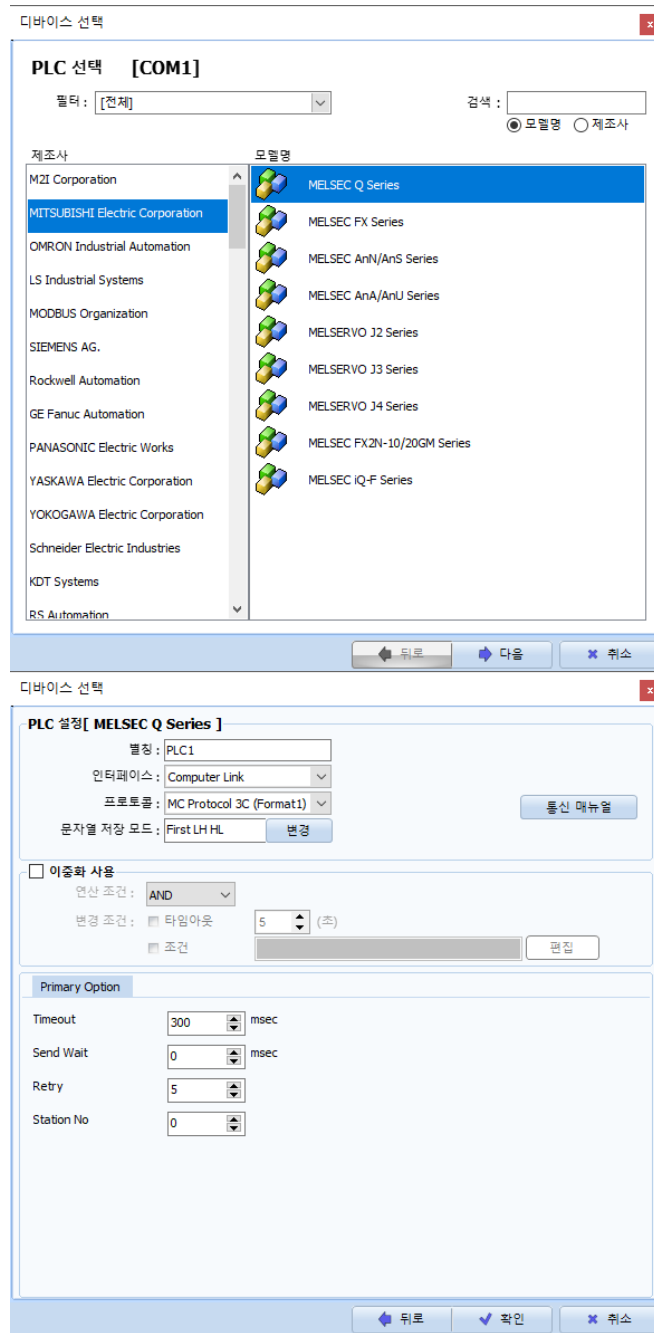 디바이스 선택
x
PLC 선택 [COM1]
필터 : [전체]
검색 :
모델명 제조사
제조사
모델명
M2I Corporation
MITSUBISHI Electric Corporation
OMRON Industrial Automation
LS Industrial Systems
MODBUS Organization
SIEMENS AG.
Rockwell Automation
GE Fanuc Automation
PANASONIC Electric Works
YASKAWA Electric Corporation
YOKOGAWA Electric Corporation
Schneider Electric Industries
KDT Systems
RS Automation
MELSEC Q Series
MELSEC FX Series
MELSEC AnN/AnS Series
MELSEC AnA/AnU Series
MELSERVO J2 Series
MELSERVO J3 Series
MELSERVO J4 Series
MELSEC FX2N-10/20GM Series
MELSEC iQ-F Series
뒤로 다음 취소
디바이스 선택
x
PLC 설정[ MELSEC Q Series ]
별칭 : PLC1
인터페이스 : Computer Link
프로토콜 : MC Protocol 3C (Format1)
통신 매뉴얼
문자열 저장 모드 : First LH HL 변경
이중화 사용
연산 조건 : AND
변경 조건 : 타임아웃 5 (초)
조건 편집
Primary Option
Timeout 300 msec
Send Wait 0 msec
Retry 5
Station No 0
뒤로 확인 취소